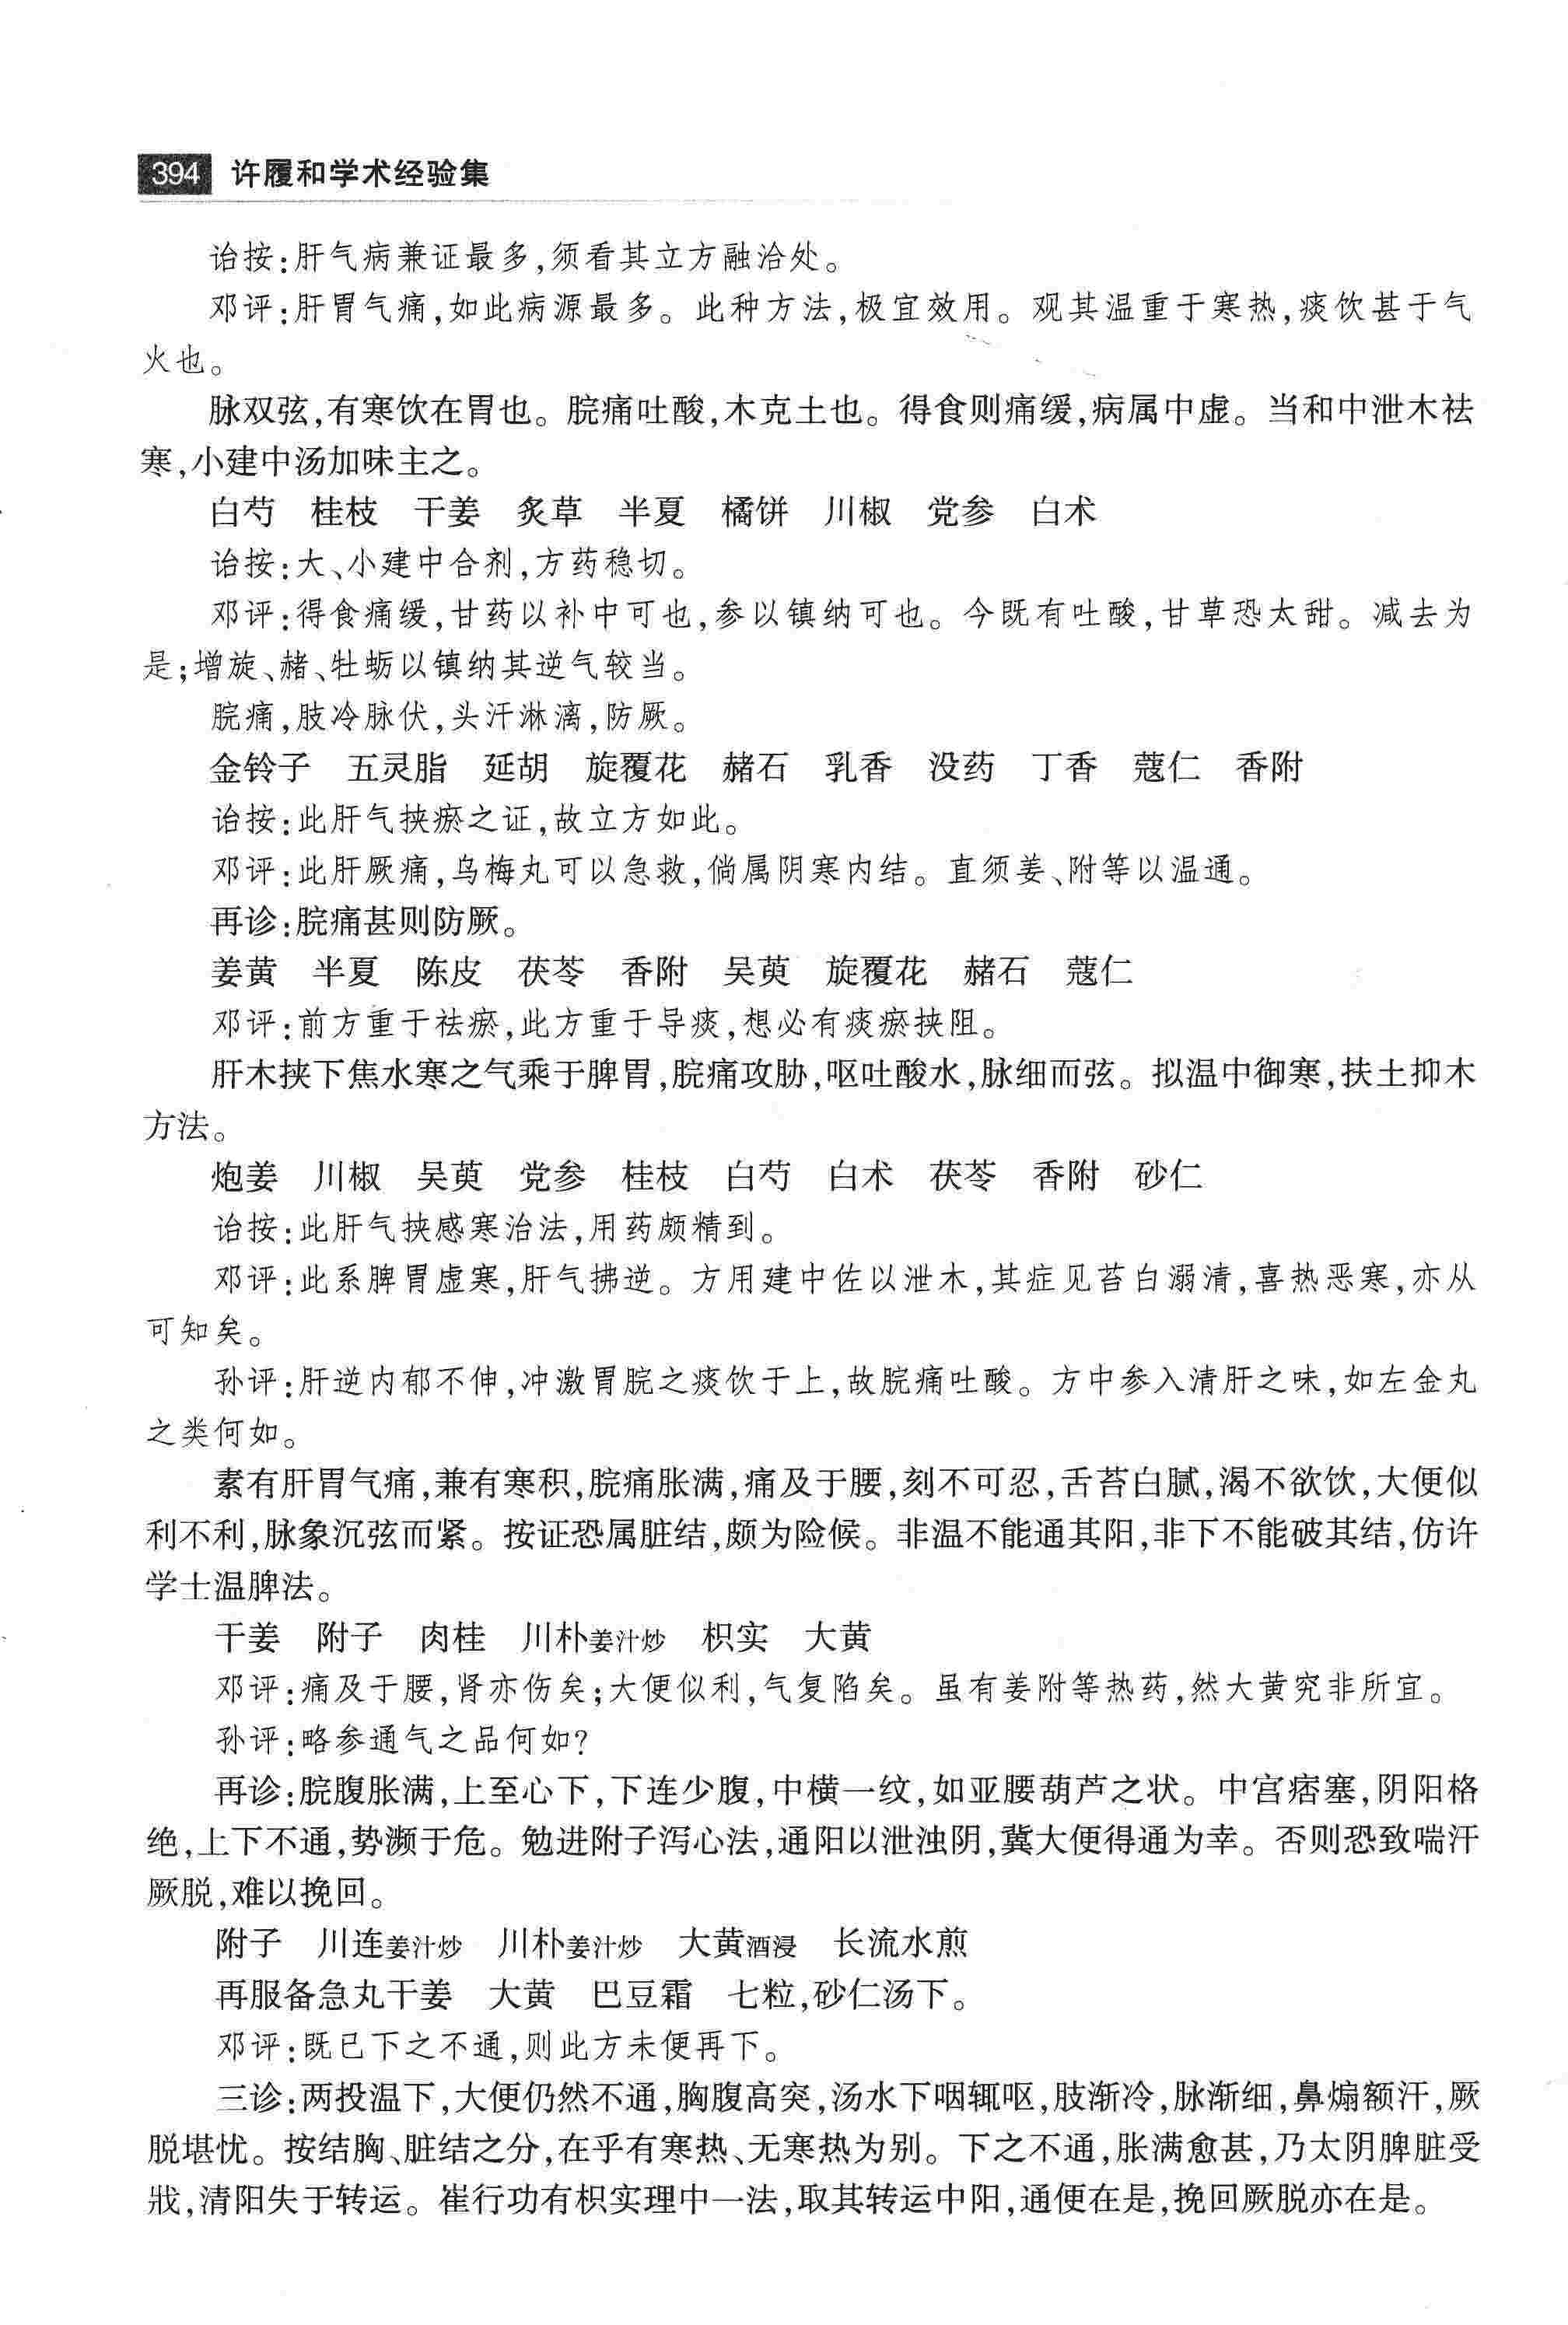 394 许履和学术经验集
诒按:肝气病兼证最多,须看其立方融洽处。
邓评:肝胃气痛,如此病源最多。此种方法,极宜效用。观其温重于寒热,痰饮甚于气
火也。
脉双弦,有寒饮在胃也。脘痛吐酸,木克土也。得食则痛缓,病属中虚。当和中泄木祛
寒,小建中汤加味主之。
白芍 桂枝 干姜 炙草 半夏 橘饼 川椒 党参 白术
诒按:大、小建中合剂,方药稳切。
邓评:得食痛缓,甘药以补中可也,参以镇纳可也。今既有吐酸,甘草恐太甜。减去为
是;增旋、赭、牡蛎以镇纳其逆气较当。
脘痛,肢冷脉伏,头汗淋漓,防厥。
金铃子 五灵脂 延胡 旋覆花 赭石 乳香 没药 丁香 蔻仁 香附
诒按:此肝气挟瘀之证,故立方如此。
邓评:此肝厥痛,乌梅丸可以急救,倘属阴寒内结。直须姜、附等以温通。
再诊:脘痛甚则防厥。
姜黄 半夏 陈皮 茯苓 香附 吴萸 旋覆花 赭石 蔻仁
邓评:前方重于祛瘀,此方重于导痰,想必有痰瘀挟阻。
肝木挟下焦水寒之气乘于脾胃,脘痛攻胁,呕吐酸水,脉细而弦。拟温中御寒,扶土抑木
方法。
炮姜 川椒 吴萸 党参 桂枝 白芍 白术 茯苓 香附 砂仁
诒按:此肝气挟感寒治法,用药颇精到。
邓评:此系脾胃虚寒,肝气拂逆。方用建中佐以泄木,其症见苔白溺清,喜热恶寒,亦从
可知矣。
孙评:肝逆内郁不伸,冲激胃脘之痰饮于上,故脘痛吐酸。方中参入清肝之味,如左金丸
之类何如。
素有肝胃气痛,兼有寒积,脘痛胀满,痛及于腰,刻不可忍,舌苔白腻,渴不欲饮,大便似
利不利,脉象沉弦而紧。按证恐属脏结,颇为险候。非温不能通其阳,非下不能破其结,仿许
学士温脾法。
干姜 附子 肉桂 川朴姜汁炒 枳实 大黄
邓评:痛及于腰,肾亦伤矣;大便似利,气复陷矣。虽有姜附等热药,然大黄究非所宜。
孙评:略参通气之品何如?
再诊:脘腹胀满,上至心下,下连少腹,中横一纹,如亚腰葫芦之状。中宫痞塞,阴阳格
绝,上下不通,势濒于危。勉进附子泻心法,通阳以泄浊阴,冀大便得通为幸。否则恐致喘汗
厥脱,难以挽回。
附子 川连姜汁炒 川朴姜汁炒 大黄酒浸 长流水煎
再服备急丸干姜 大黄 巴豆霜 七粒,砂仁汤下。
邓评:既已下之不通,则此方未便再下。
三诊:两投温下,大便仍然不通,胸腹高突,汤水下咽辄呕,肢渐冷,脉渐细,鼻煽额汗,厥
脱堪忧。按结胸、脏结之分,在乎有寒热、无寒热为别。下之不通,胀满愈甚,乃太阴脾脏受
戕,清阳失于转运。崔行功有枳实理中一法,取其转运中阳,通便在是,挽回厥脱亦在是。